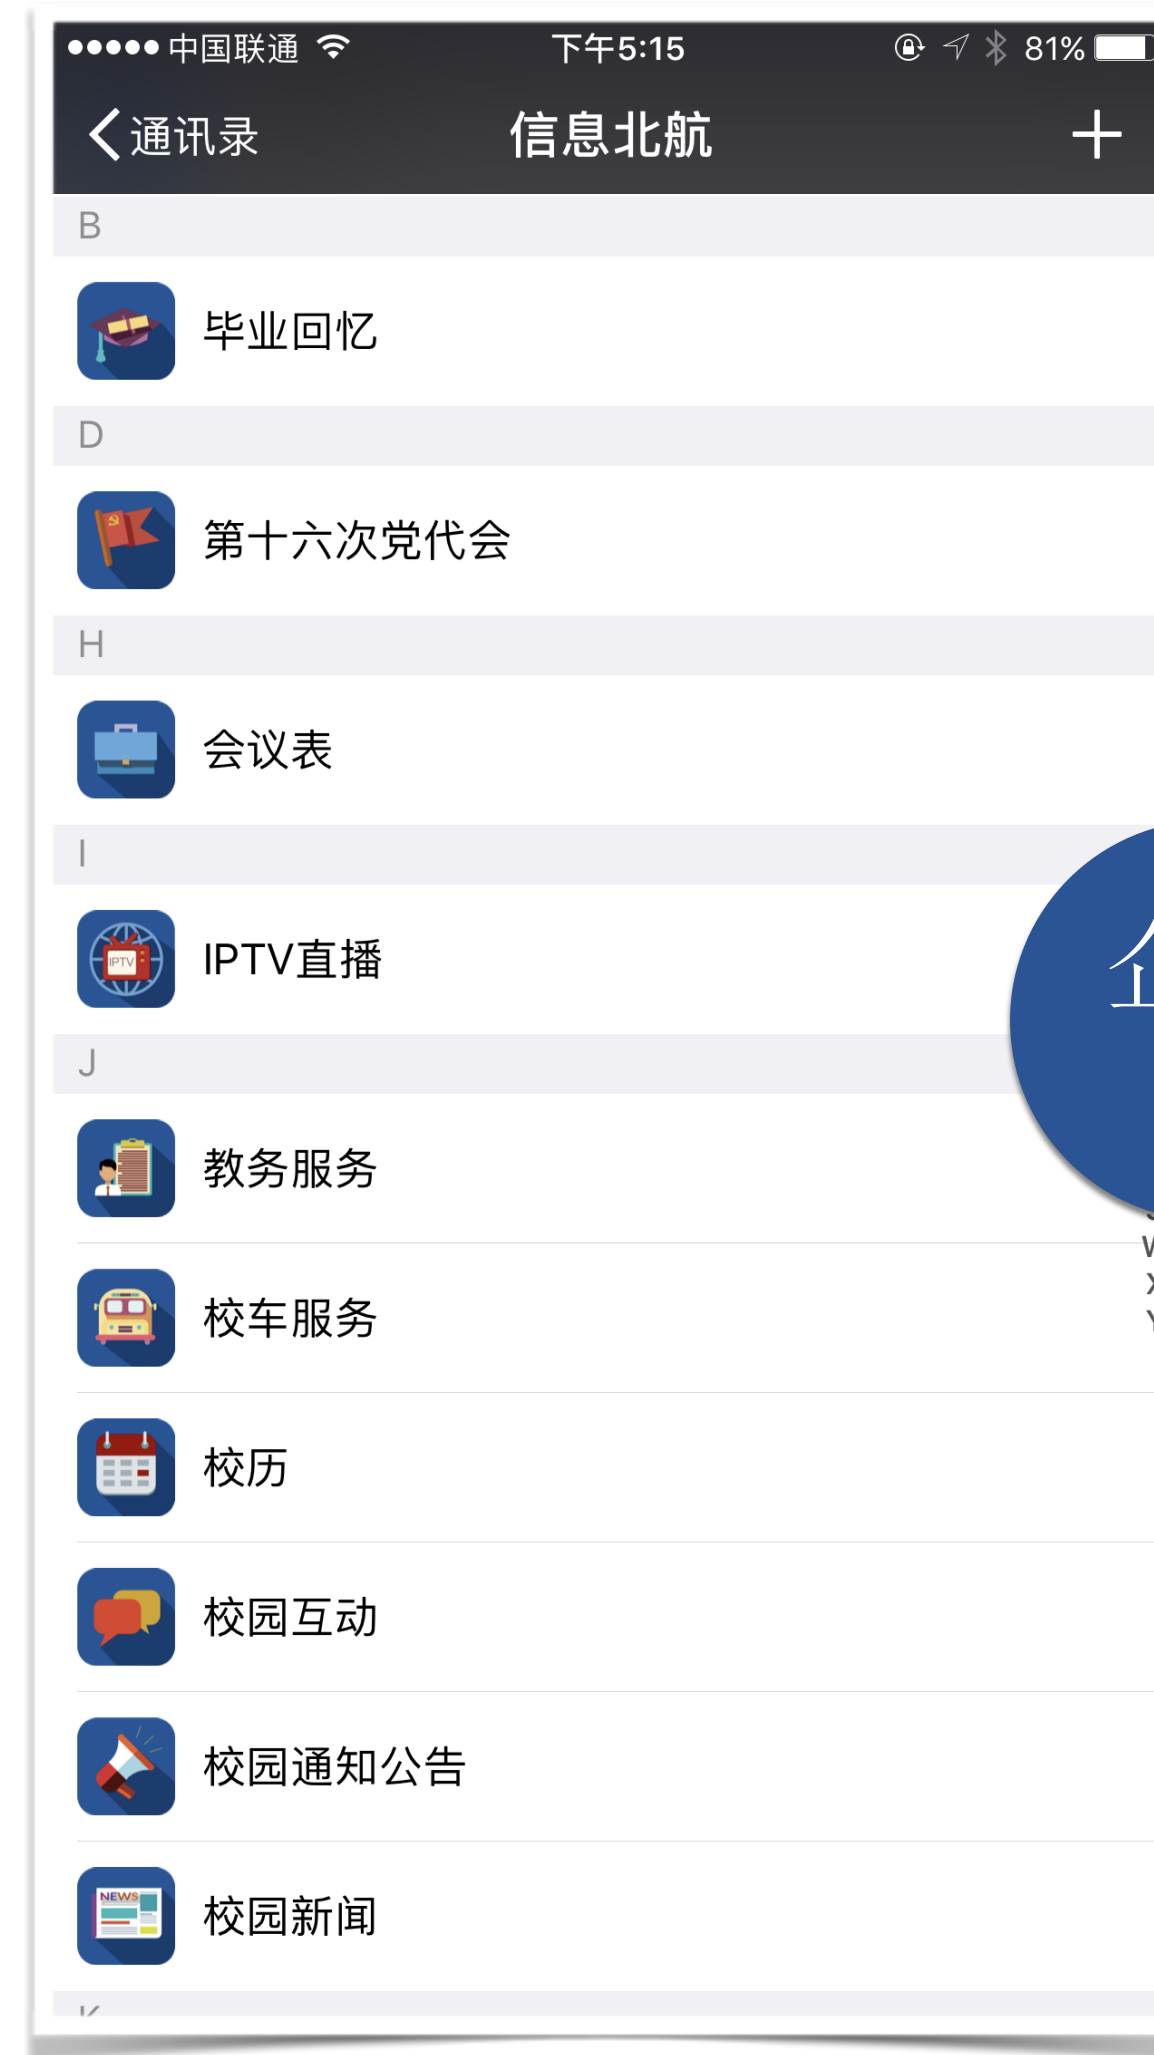 中国联通 下午5:15 81%
通讯录 信息北航
B
毕业回忆
D
第十六次党代会
H
会议表
I
IPTV
IPTV直播
J
教务服务
校车服务
校历
校园互动
校园通知公告
NEWS
校园新闻
W
X
Y